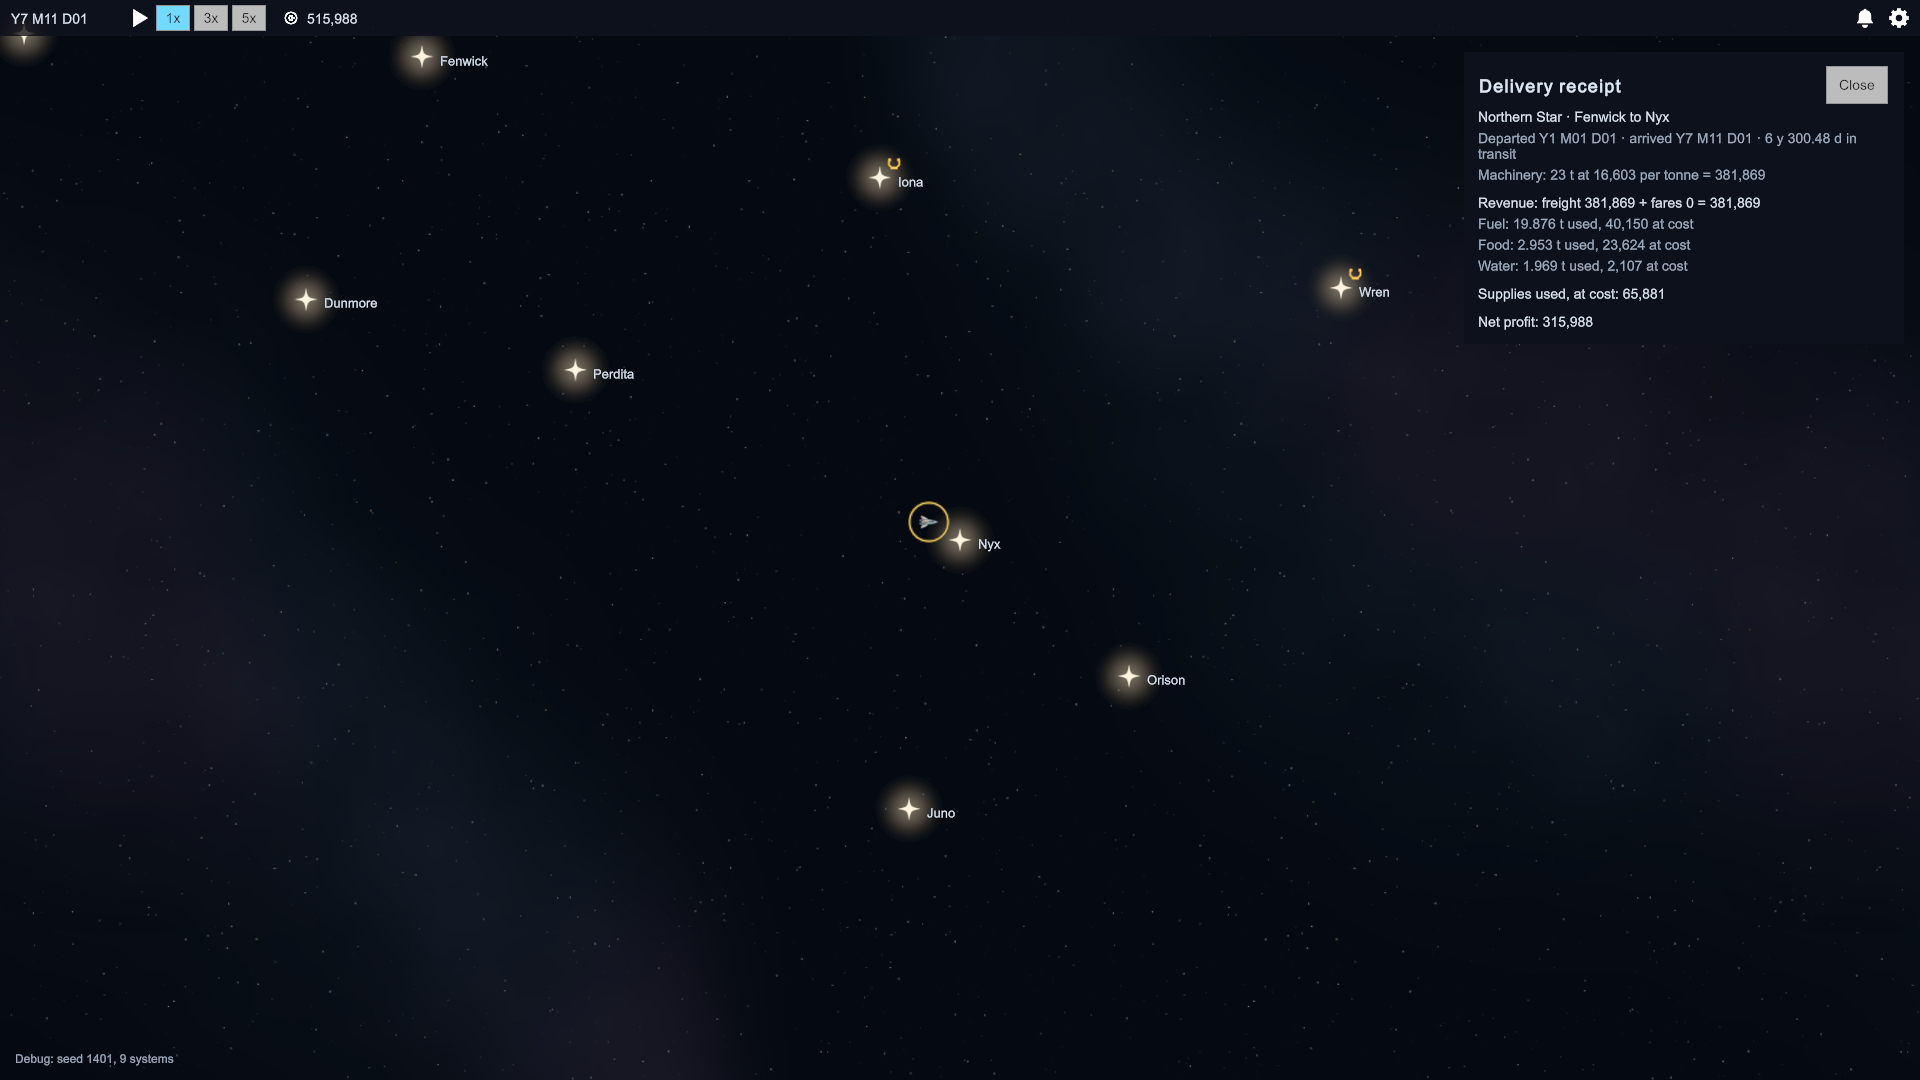 Y7 M11 D01
1x
3x
5x
515,988
Fenwick
Iona
Wren
Dunmore
Perdita
Nyx
Orison
Juno
Delivery receipt
Close
Northern Star · Fenwick to Nyx
Departed Y1 M01 D01 · arrived Y7 M11 D01 · 6 y 300.48 d in
transit
Machinery: 23 t at 16,603 per tonne = 381,869
Revenue: freight 381,869 + fares 0 = 381,869
Fuel: 19.876 t used, 40,150 at cost
Food: 2.953 t used, 23,624 at cost
Water: 1.969 t used, 2,107 at cost
Supplies used, at cost: 65,881
Net profit: 315,988
Debug: seed 1401, 9 systems